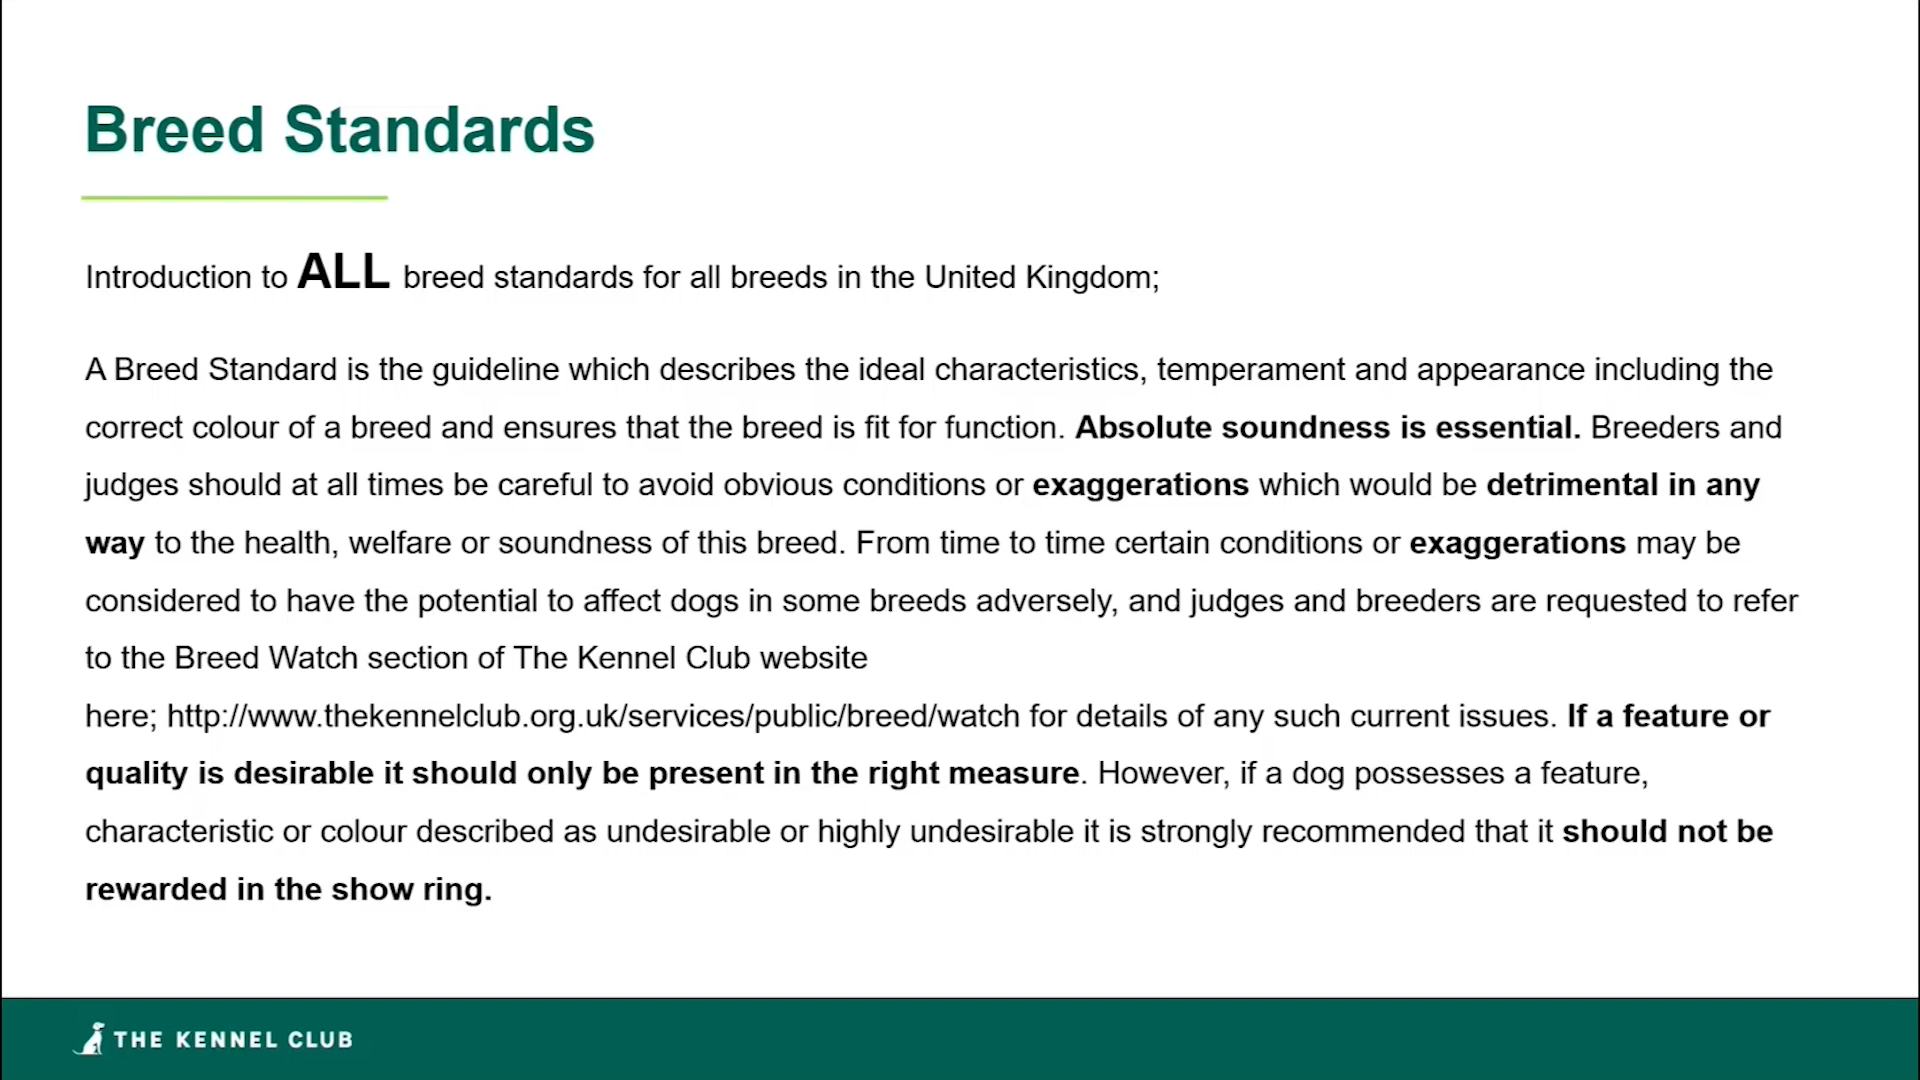 Breed Standards
Introduction to ALL breed standards for all breeds in the United Kingdom;
A Breed Standard is the guideline which describes the ideal characteristics, temperament and appearance including the
correct colour of a breed and ensures that the breed is fit for function. Absolute soundness is essential. Breeders and
judges should at all times be careful to avoid obvious conditions or exaggerations which would be detrimental in any
way to the health, welfare or soundness of this breed. From time to time certain conditions or exaggerations may be
considered to have the potential to affect dogs in some breeds adversely, and judges and breeders are requested to refer
to the Breed Watch section of The Kennel Club website
here; http://www.thekennelclub.org.uk/services/public/breed/watch for details of any such current issues. If a feature or
quality is desirable it should only be present in the right measure. However, if a dog possesses a feature,
characteristic or colour described as undesirable or highly undesirable it is strongly recommended that it should not be
rewarded in the show ring.
THE KENNEL CLUB